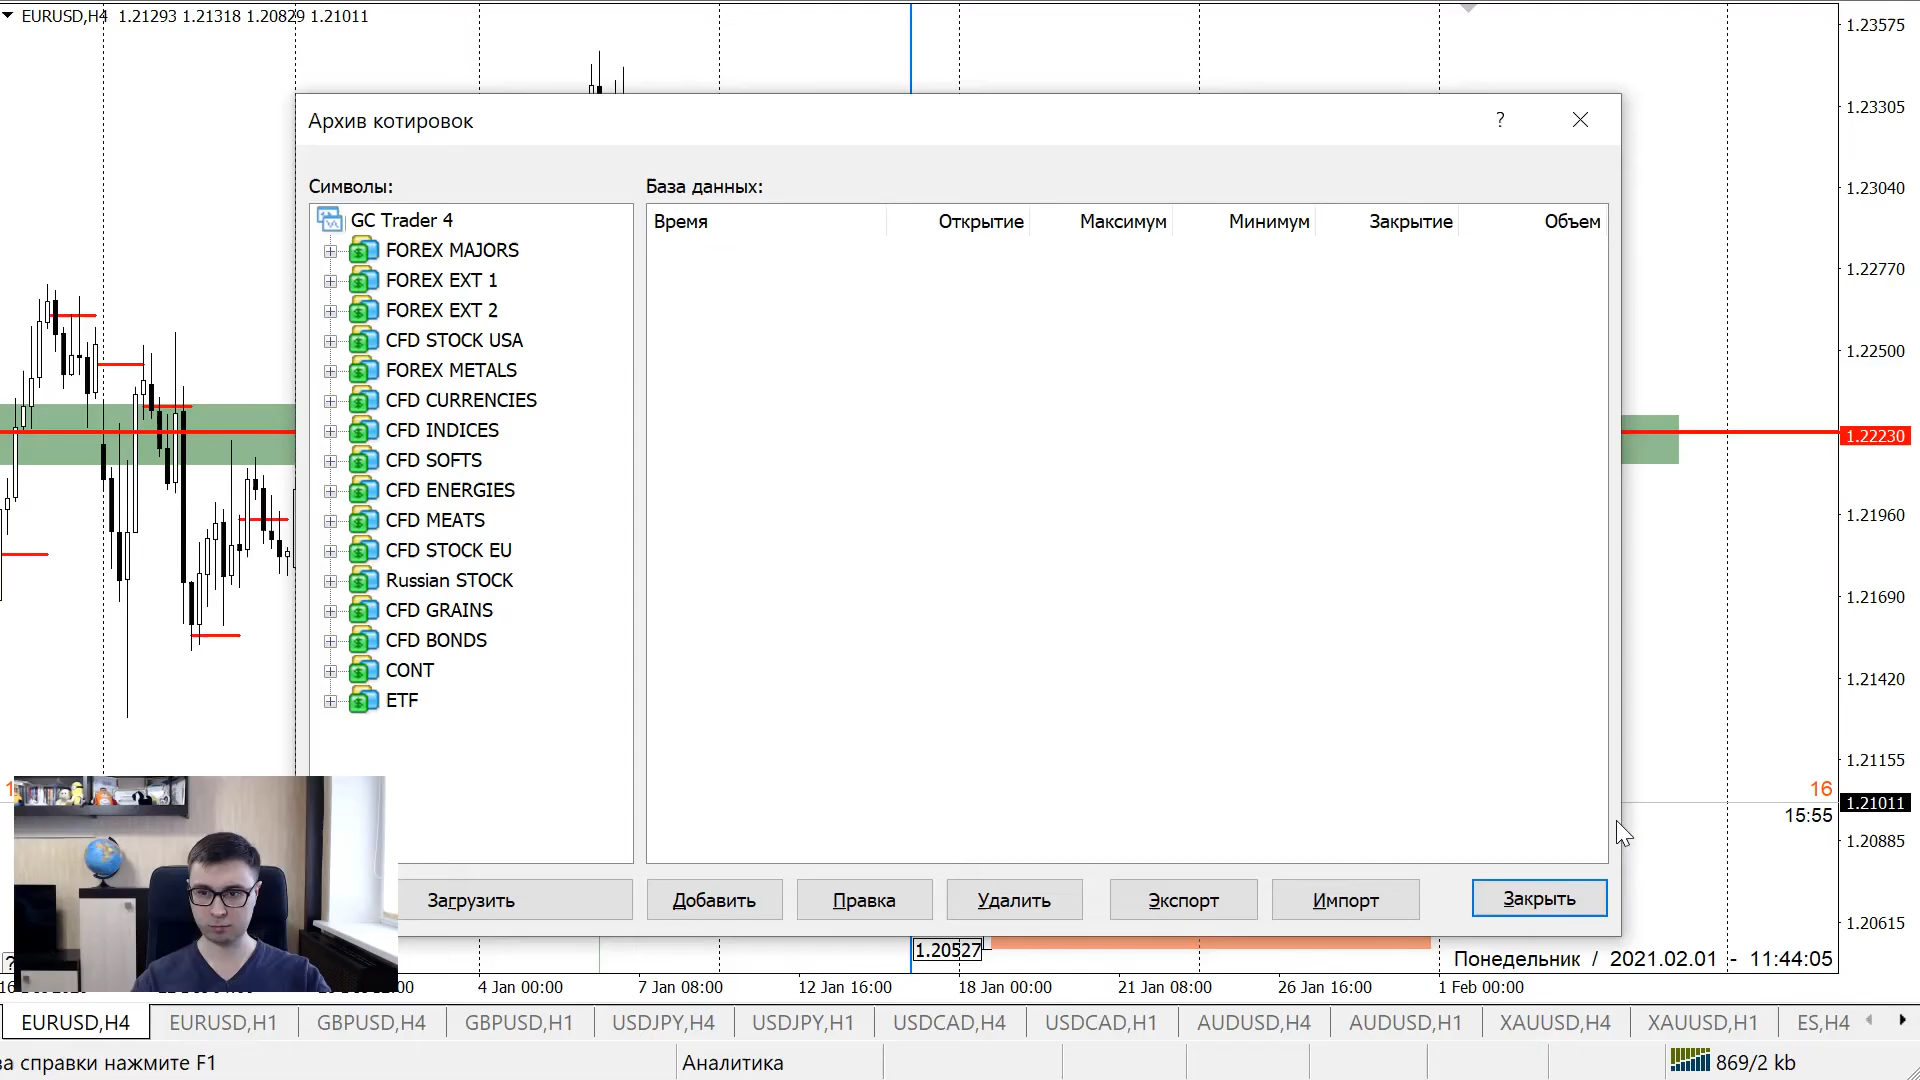 EURUSD,H4 1.21293 1.21318 1.20829 1.21011
1.23575
1.23305
Архив котировок
?
1.23040
Символы:
База данных:
GC Trader 4
Время Открытие Максимум Минимум Закрытие Объем
FOREX MAJORS
1.22770
FOREX EXT 1
FOREX EXT 2
CFD STOCK USA
1.22500
FOREX METALS
CFD CURRENCIES
CFD INDICES
1.22230
CFD SOFTS
CFD ENERGIES
CFD MEATS
1.21960
CFD STOCK EU
Russian STOCK
1.21690
CFD GRAINS
CFD BONDS
CONT
1.21420
ETF
1.21155
16
1.21011
15:55
1.20885
Загрузить Добавить Правка Удалить Экспорт Импорт Закрыть
1.20615
1.20527
Понедельник / 2021.02.01 - 11:44:05
4 Jan 00:00 7 Jan 08:00 12 Jan 16:00 18 Jan 00:00 21 Jan 08:00 26 Jan 16:00 1 Feb 00:00
EURUSD,H4 EURUSD,H1 GBPUSD,H4 GBPUSD,H1 USDJPY,H4 USDJPY,H1 USDCAD,H4 USDCAD,H1 AUDUSD,H4 AUDUSD,H1 XAUUSD,H4 XAUUSD,H1 ES,H4
за справки нажмите F1
Аналитика
869/2 kb